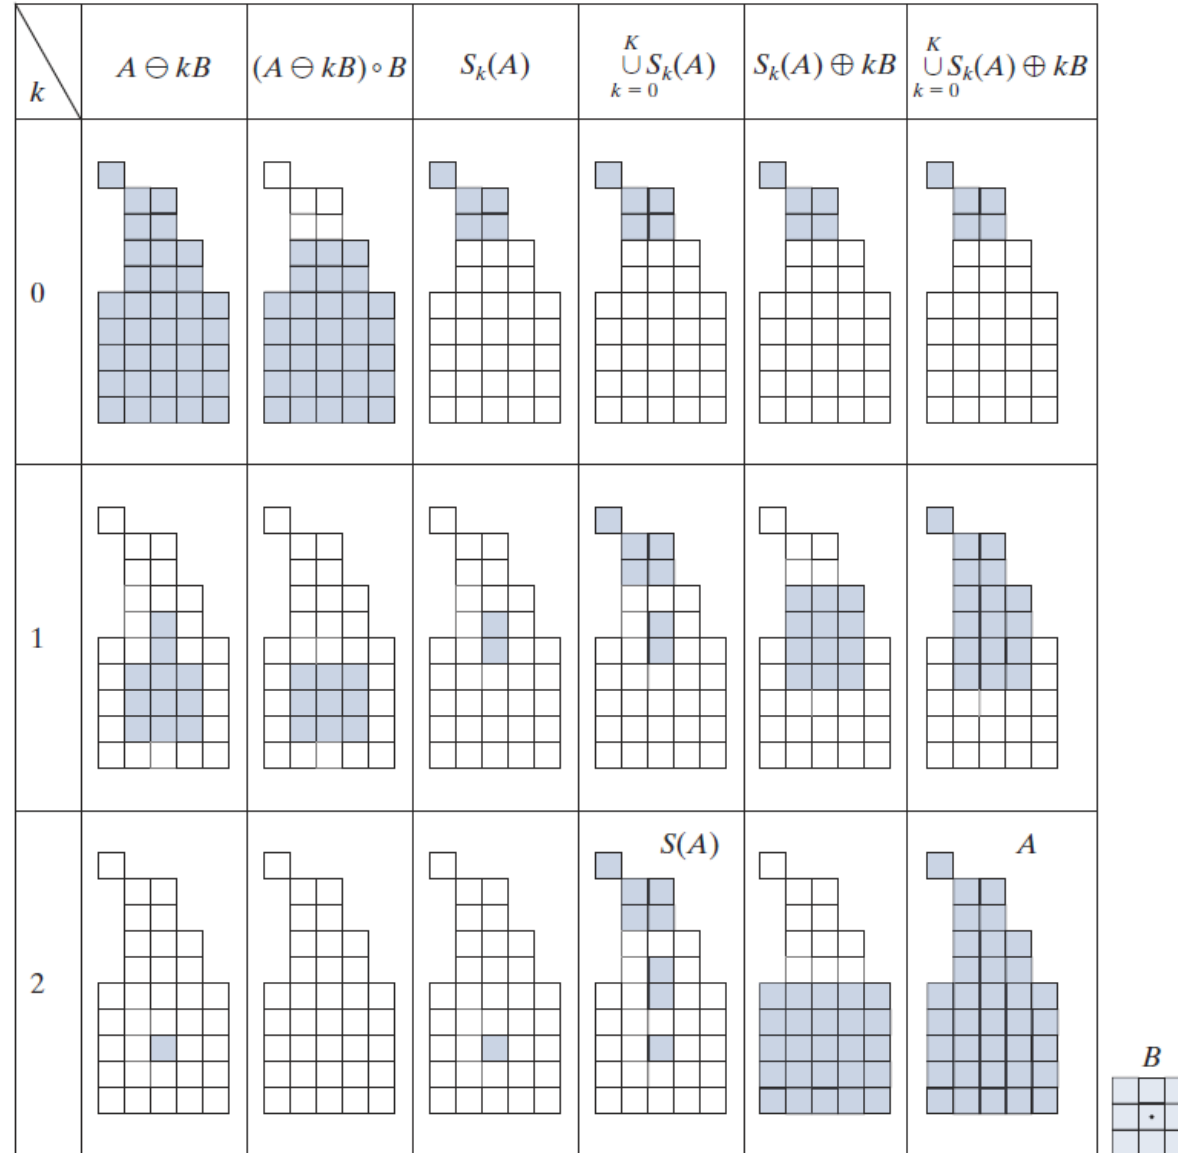 k
A ⊖ kB
(A ⊖ kB) ∘ B
S_k(A)
K
∪ S_k(A)
k = 0
S_k(A) ⊕ kB
K
∪ S_k(A) ⊕ kB
k = 0
0
1
2
S(A)
A
B